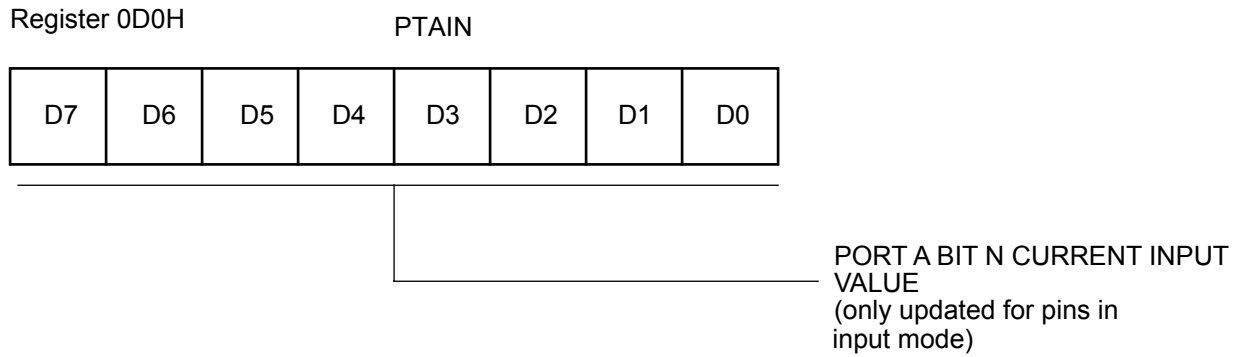 Register 0D0H
PTAIN
D7 D6 D5 D4 D3 D2 D1 D0
PORT A BIT N CURRENT INPUT
VALUE
(only updated for pins in
input mode)